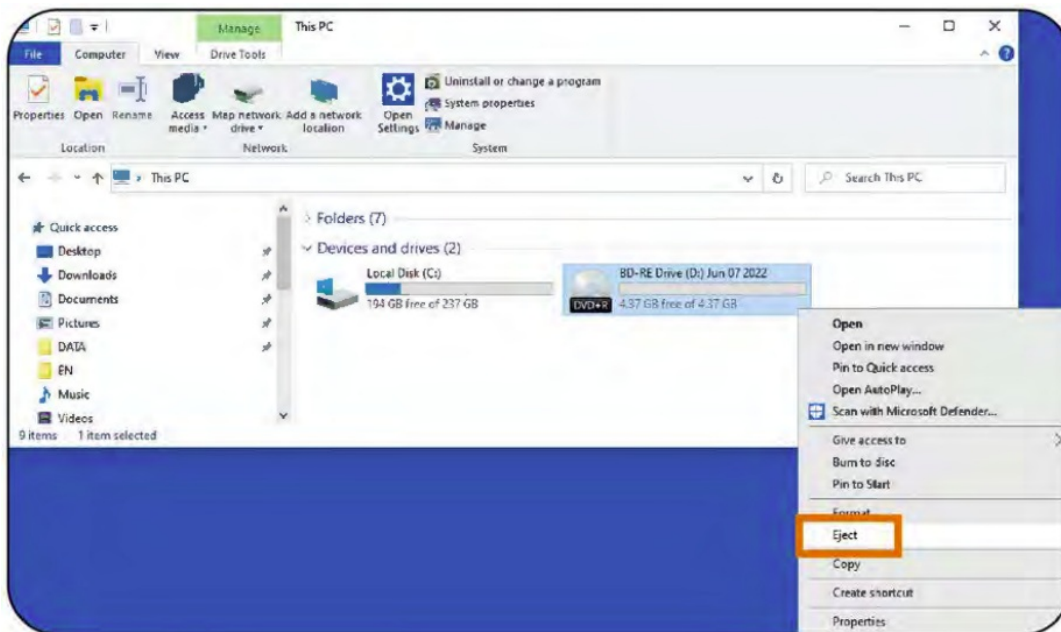 Manage This PC
File Computer View Drive Tools
Properties Open Rename Access media Map network drive Add a network location Open Settings Uninstall or change a program
System properties
Manage
Location Network System
This PC Search This PC
Quick access
Desktop
Downloads
Documents
Pictures
DATA
EN
Music
Videos
Folders (7)
Devices and drives (2)
Local Disk (C:)
194 GB free of 237 GB
BD-RE Drive (D:) Jun 07 2022
DVD+R 4.37 GB free of 4.37 GB
9 items 1 item selected
Open
Open in new window
Pin to Quick access
Open AutoPlay...
Scan with Microsoft Defender...
Give access to
Burn to disc
Pin to Start
Format...
Eject
Copy
Create shortcut
Properties